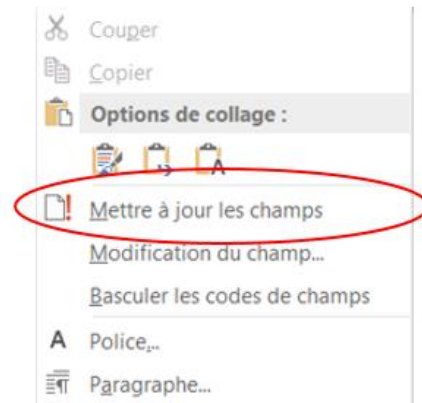 Couper
Copier
Options de collage :
Mettre à jour les champs
Modification du champ...
Basculer les codes de champs
Police...
Paragraphe...